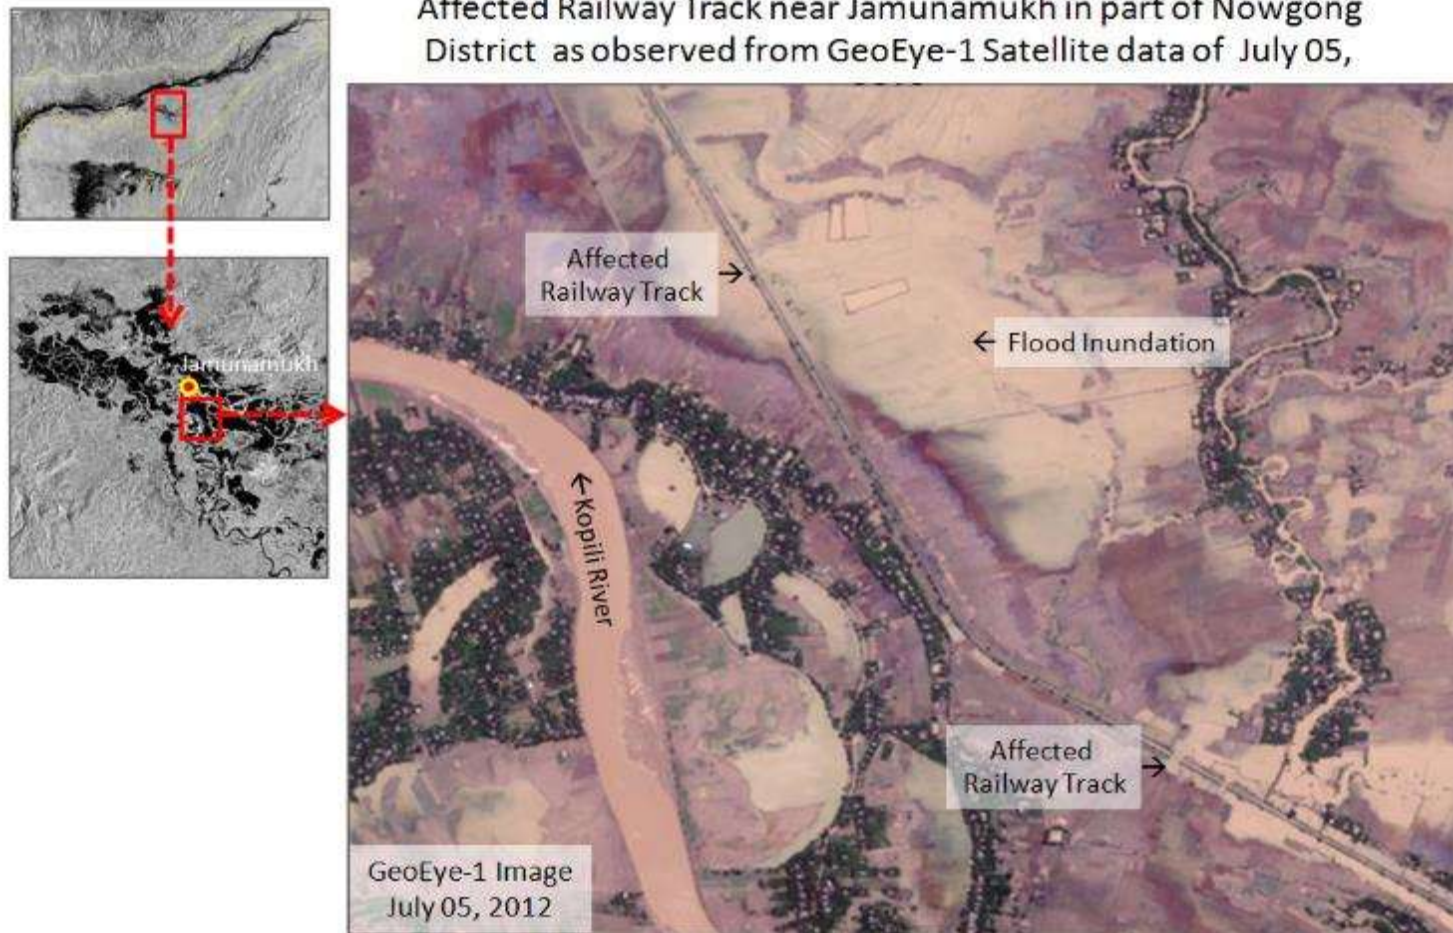 Affected Railway Track near Jamunamukh in part of Nowgong
District as observed from GeoEye-1 Satellite data of July 05,
Jamunamukh
Affected
Railway Track
← Flood Inundation
← Kopili River
Affected
Railway Track
GeoEye-1 Image
July 05, 2012